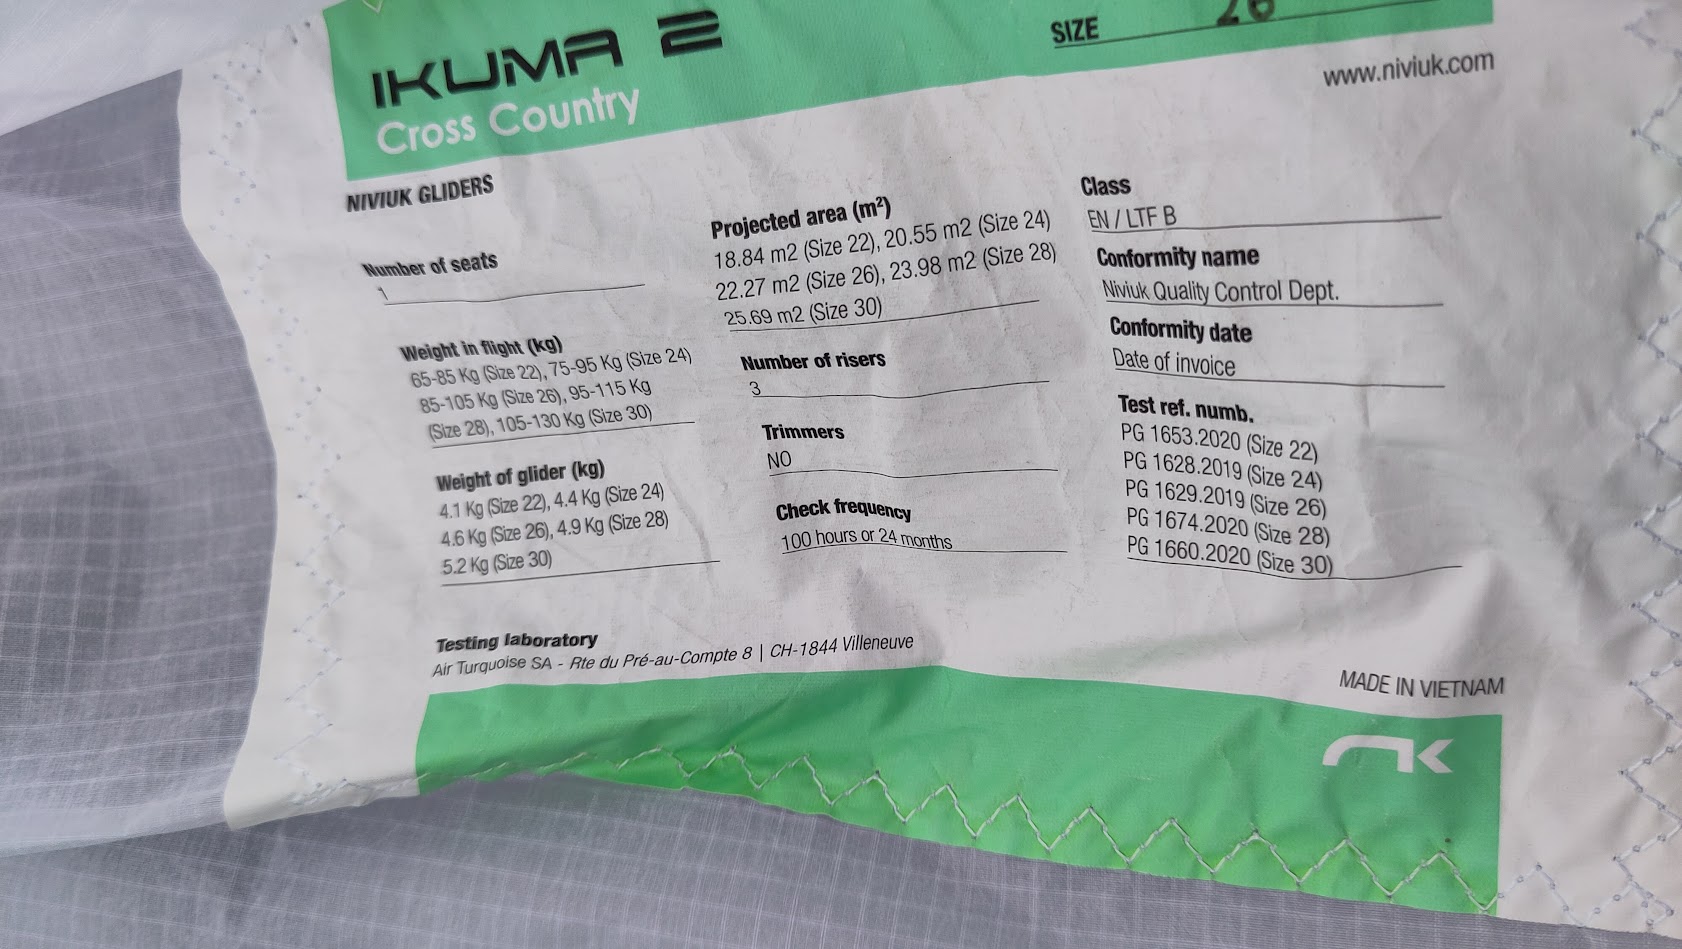 IKUMA 2
Cross Country
SIZE 26
www.niviuk.com
NIVIUK GLIDERS
Number of seats
1
Weight in flight (kg)
65-85 Kg (Size 22), 75-95 Kg (Size 24)
85-105 Kg (Size 26), 95-115 Kg
(Size 28), 105-130 Kg (Size 30)
Weight of glider (kg)
4.1 Kg (Size 22), 4.4 Kg (Size 24)
4.6 Kg (Size 26), 4.9 Kg (Size 28)
5.2 Kg (Size 30)
Projected area (m²)
18.84 m2 (Size 22), 20.55 m2 (Size 24)
22.27 m2 (Size 26), 23.98 m2 (Size 28)
25.69 m2 (Size 30)
Number of risers
3
Trimmers
NO
Check frequency
100 hours or 24 months
Class
EN / LTF B
Conformity name
Niviuk Quality Control Dept.
Conformity date
Date of invoice
Test ref. numb.
PG 1653.2020 (Size 22)
PG 1628.2019 (Size 24)
PG 1629.2019 (Size 26)
PG 1674.2020 (Size 28)
PG 1660.2020 (Size 30)
Testing laboratory
Air Turquoise SA - Rte du Pré-au-Compte 8 | CH-1844 Villeneuve
MADE IN VIETNAM